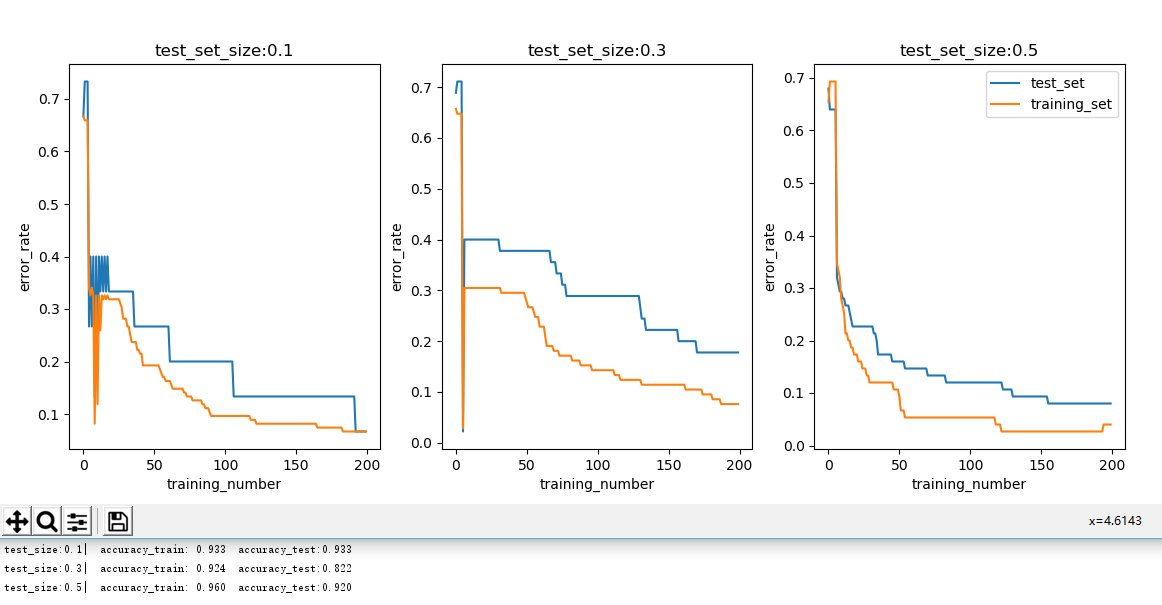 test_set_size:0.1
test_set_size:0.3
test_set_size:0.5
error_rate
0.7
0.6
0.5
0.4
0.3
0.2
0.1
0
50
100
150
200
training_number
error_rate
0.7
0.6
0.5
0.4
0.3
0.2
0.1
0.0
0
50
100
150
200
training_number
error_rate
0.7
0.6
0.5
0.4
0.3
0.2
0.1
0.0
0
50
100
150
200
training_number
test_set
training_set
x=4.6143
test_size:0.1| accuracy_train: 0.933 accuracy_test:0.933
test_size:0.3| accuracy_train: 0.924 accuracy_test:0.822
test_size:0.5| accuracy_train: 0.960 accuracy_test:0.920